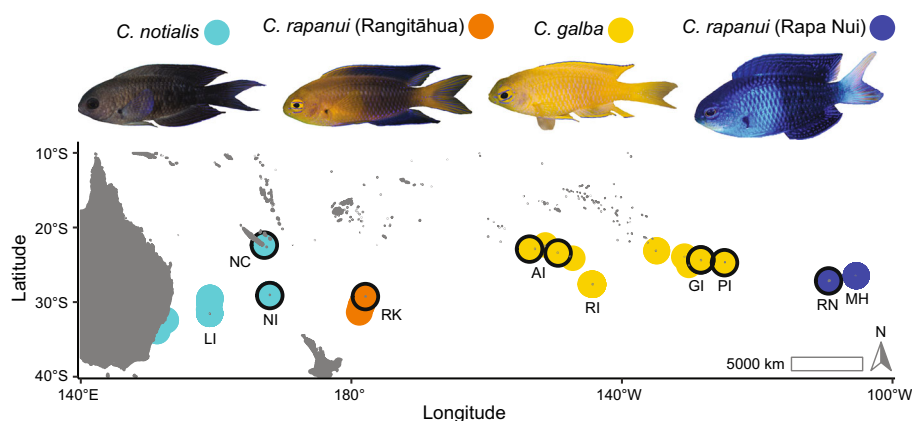 C. notialis
C. rapanui (Rangitāhua)
C. galba
C. rapanui (Rapa Nui)
10°S
20°S
30°S
40°S
Latitude
NC
LI
NI
RK
AI
RI
GI
PI
RN
MH
N
5000 km
140°E
180°
140°W
100°W
Longitude